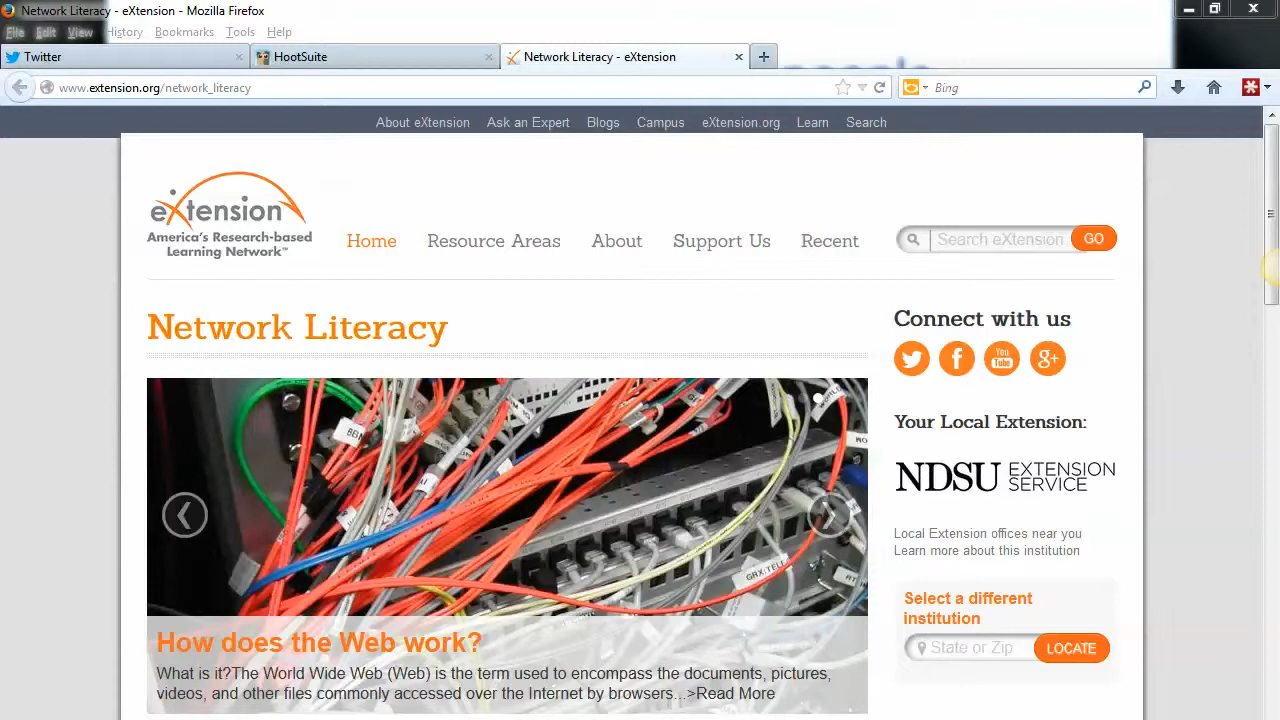 Network Literacy - eXtension - Mozilla Firefox
File Edit View History Bookmarks Tools Help
Twitter
HootSuite
Network Literacy - eXtension
www.extension.org/network_literacy
Bing
About eXtension Ask an Expert Blogs Campus eXtension.org Learn Search
eXtension
America's Research-based
Learning Network™
Home Resource Areas About Support Us Recent
Search eXtension GO
Network Literacy
How does the Web work?
What is it?The World Wide Web (Web) is the term used to encompass the documents, pictures,
videos, and other files commonly accessed over the Internet by browsers...>Read More
Connect with us
You
Tube
g+
Your Local Extension:
NDSU EXTENSION
SERVICE
Local Extension offices near you
Learn more about this institution
Select a different
institution
State or Zip LOCATE